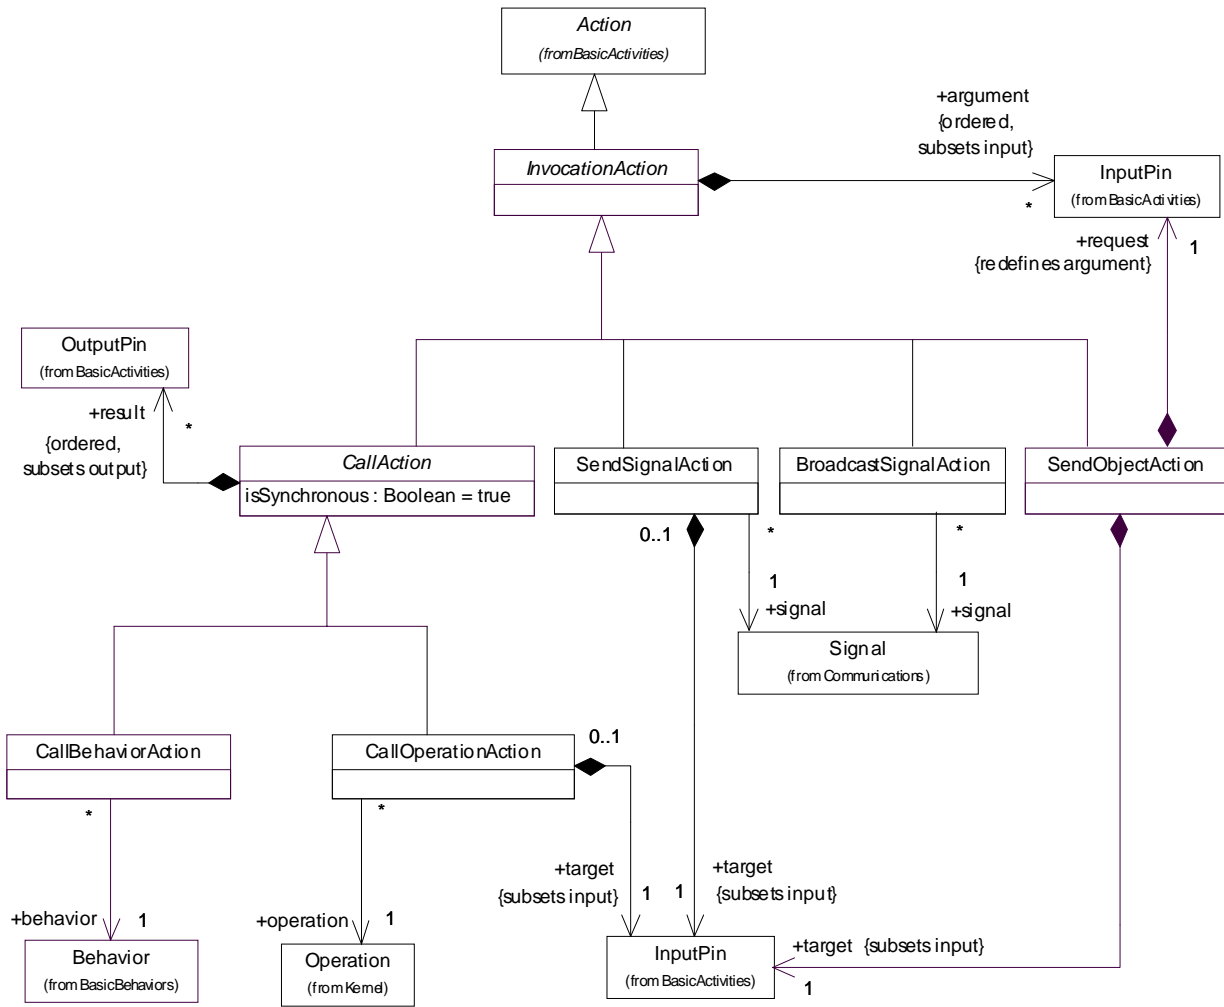 Action
(from BasicActivities)
+argument
{ordered,
subsets input}
InvocationAction
InputPin
(from BasicActivities)
*
+request
1
{redefines argument}
OutputPin
(from BasicActivities)
+result
*
{ordered,
subsets output}
CallAction
isSynchronous : Boolean = true
SendSignalAction
BroadcastSignalAction
SendObjectAction
0..1
*
*
1
1
+signal
+signal
Signal
(from Communications)
CallBehaviorAction
CallOperationAction
0..1
*
*
+target
{subsets input}
1
1
+target
{subsets input}
+behavior
1
+operation
1
Behavior
(from BasicBehaviors)
Operation
(from Kernel)
InputPin
(from BasicActivities)
+target {subsets input}
1